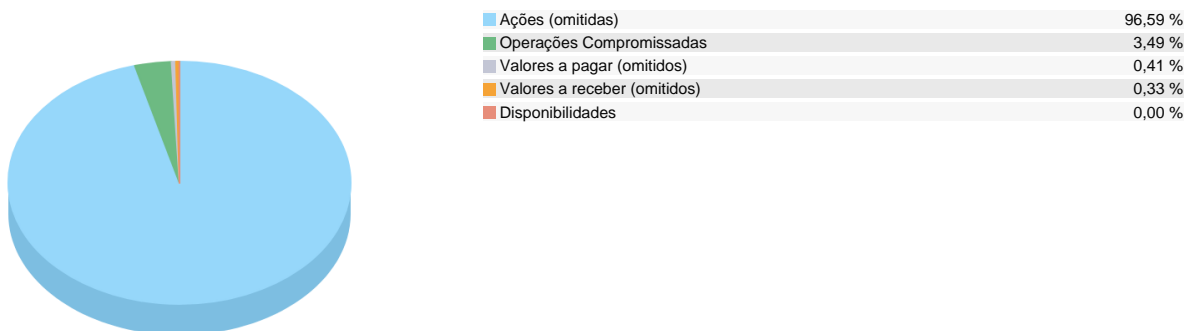 Ações (omitidas) 96,59 %
Operações Compromissadas 3,49 %
Valores a pagar (omitidos) 0,41 %
Valores a receber (omitidos) 0,33 %
Disponibilidades 0,00 %